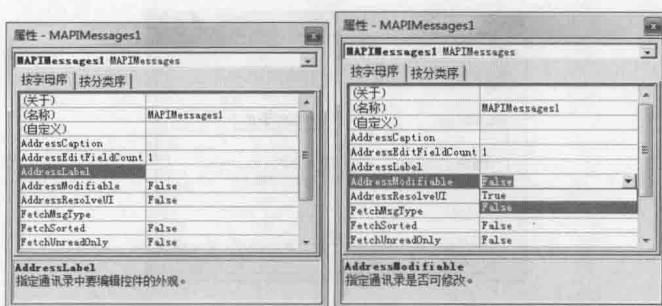 属性 - MAPIMessages1
MAPIMessages1 MAPIMessages
按字母序 按分类序
(关于)
(名称) MAPIMessages1
(自定义)
AddressCaption
AddressEditFieldCount 1
AddressLabel
AddressModifiable False
AddressResolveUI False
FetchMsgType
FetchSorted False
FetchUnreadOnly False
AddressLabel
指定通讯录中要编辑控件的外观。
属性 - MAPIMessages1
MAPIMessages1 MAPIMessages
按字母序 按分类序
(关于)
(名称) MAPIMessages1
(自定义)
AddressCaption
AddressEditFieldCount 1
AddressLabel
AddressModifiable False
AddressResolveUI True
FetchMsgType False
FetchSorted False
FetchUnreadOnly False
AddressModifiable
指定通讯录是否可修改。